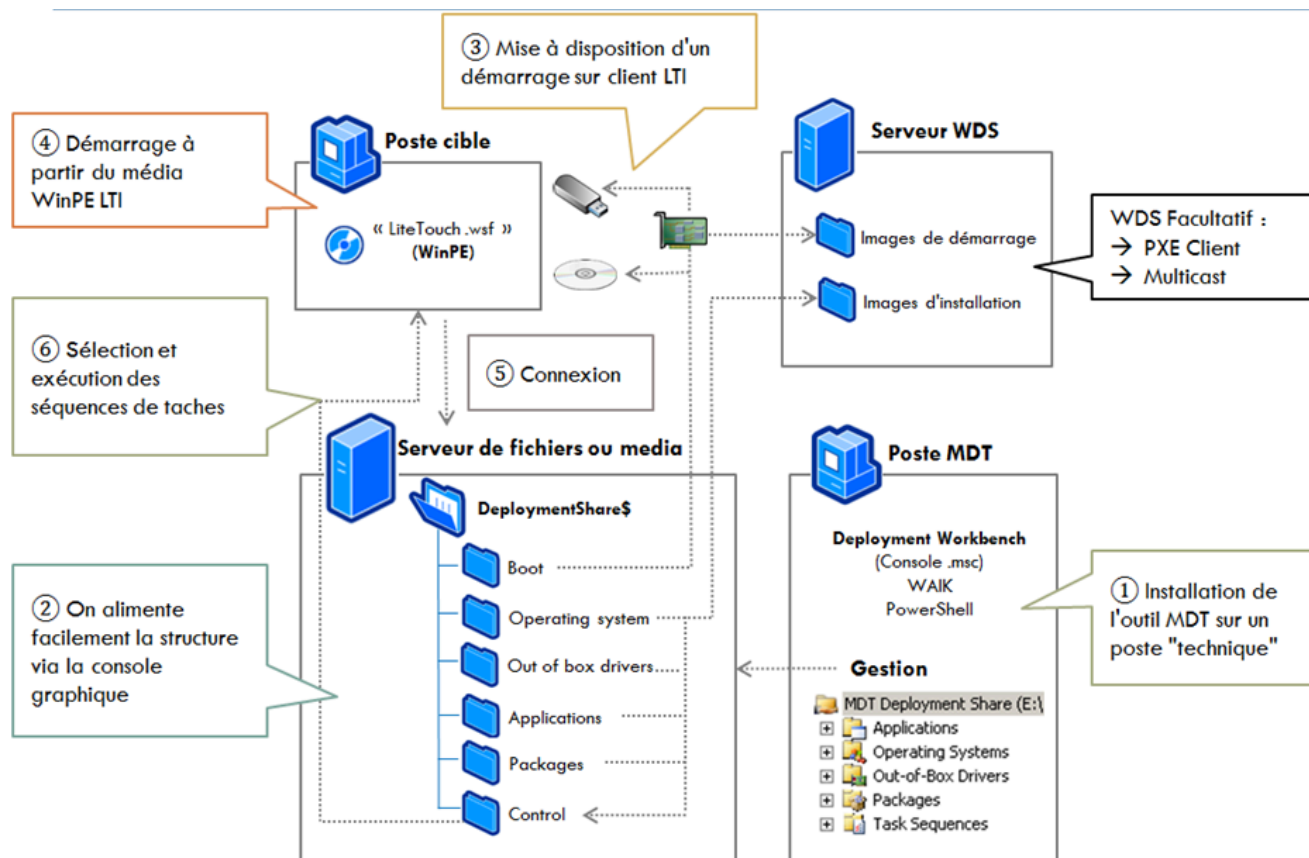 ③ Mise à disposition d'un
démarrage sur client LTI
④ Démarrage à
partir du média
WinPE LTI
Poste cible
« LiteTouch .wsf »
(WinPE)
Serveur WDS
Images de démarrage
Images d'installation
WDS Facultatif :
→ PXE Client
→ Multicast
⑥ Sélection et
exécution des
séquences de taches
⑤ Connexion
Serveur de fichiers ou media
DeploymentShare$
Boot
Operating system
Out of box drivers
Applications
Packages
Control
② On alimente
facilement la structure
via la console
graphique
Poste MDT
Deployment Workbench
(Console .msc)
WAIK
PowerShell
Gestion
MDT Deployment Share (E:\
Applications
Operating Systems
Out-of-Box Drivers
Packages
Task Sequences
① Installation de
l'outil MDT sur un
poste "technique"